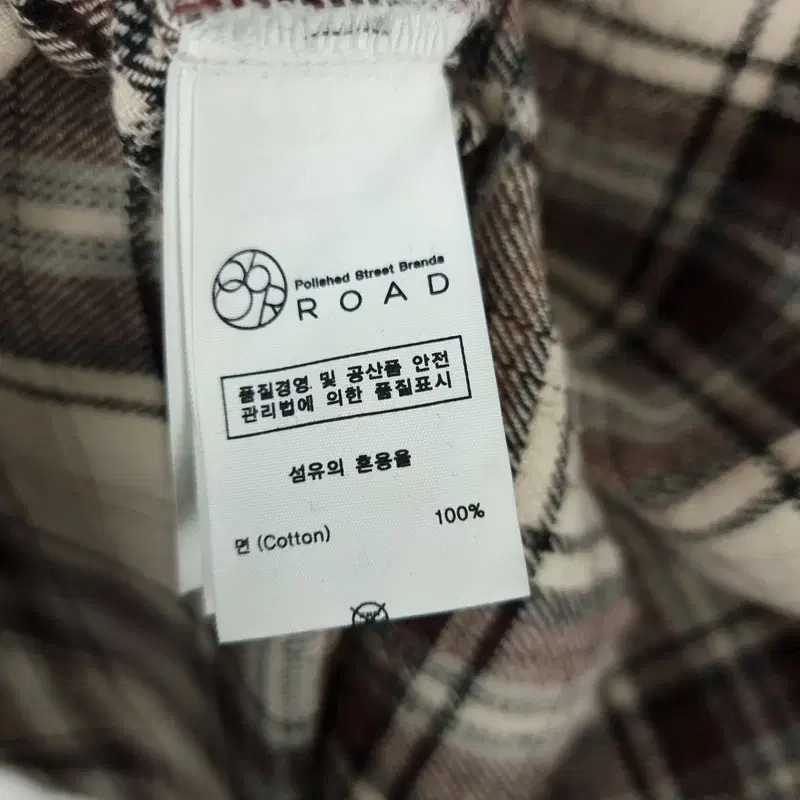 Polished Street Brands
ROAD
품질경영 및 공산품 안전
관리법에 의한 품질표시
섬유의 혼용율
면 (Cotton) 100%